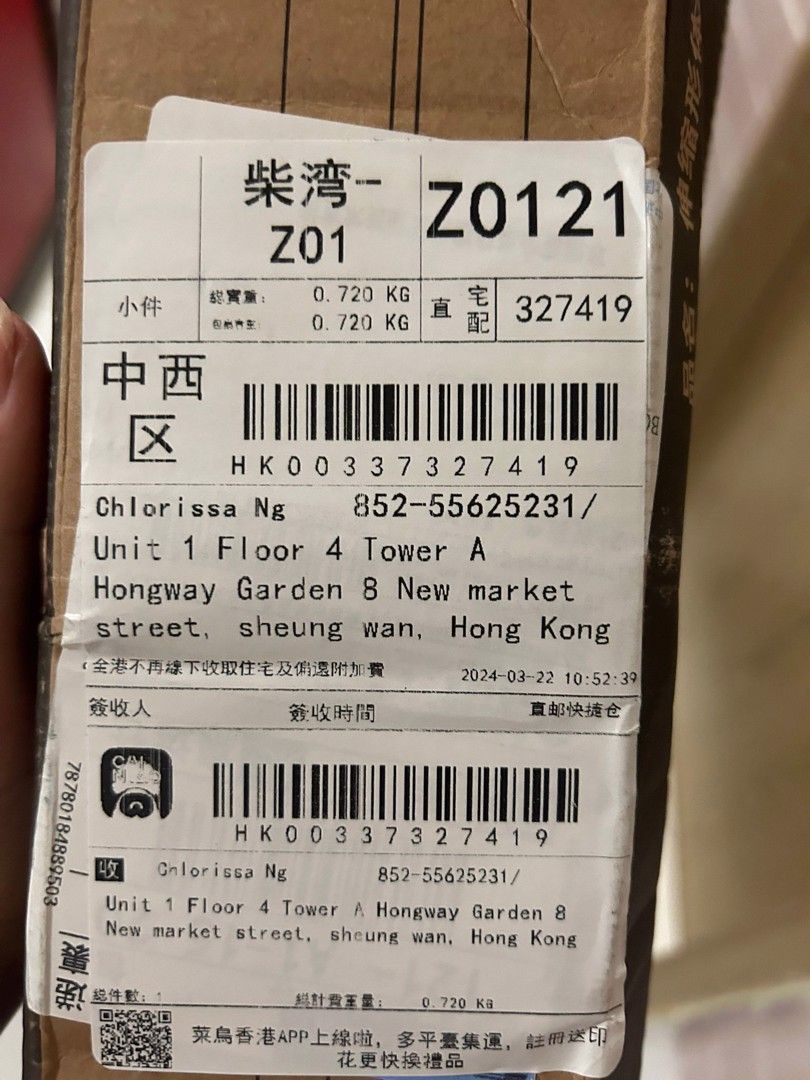 柴湾-
Z01
Z0121
小件
總實重: 0.720 KG
0.720 KG
直
宅配
327419
中西区
HK00337327419
Chlorissa Ng 852-55625231/
Unit 1 Floor 4 Tower A
Hongway Garden 8 New market
street, sheung wan, Hong Kong
全港不再線下收取住宅及偏遠附加費 2024-03-22 10:52:39
簽收人 簽收時間 直邮快捷仓
HK00337327419
收 Chlorissa Ng 852-55625231/
Unit 1 Floor 4 Tower A Hongway Garden 8
New market street, sheung wan, Hong Kong
總件數: 1 總計費重量: 0.720 KG
菜鳥香港APP上線啦, 多平臺集運, 註冊送印
花更快換禮品